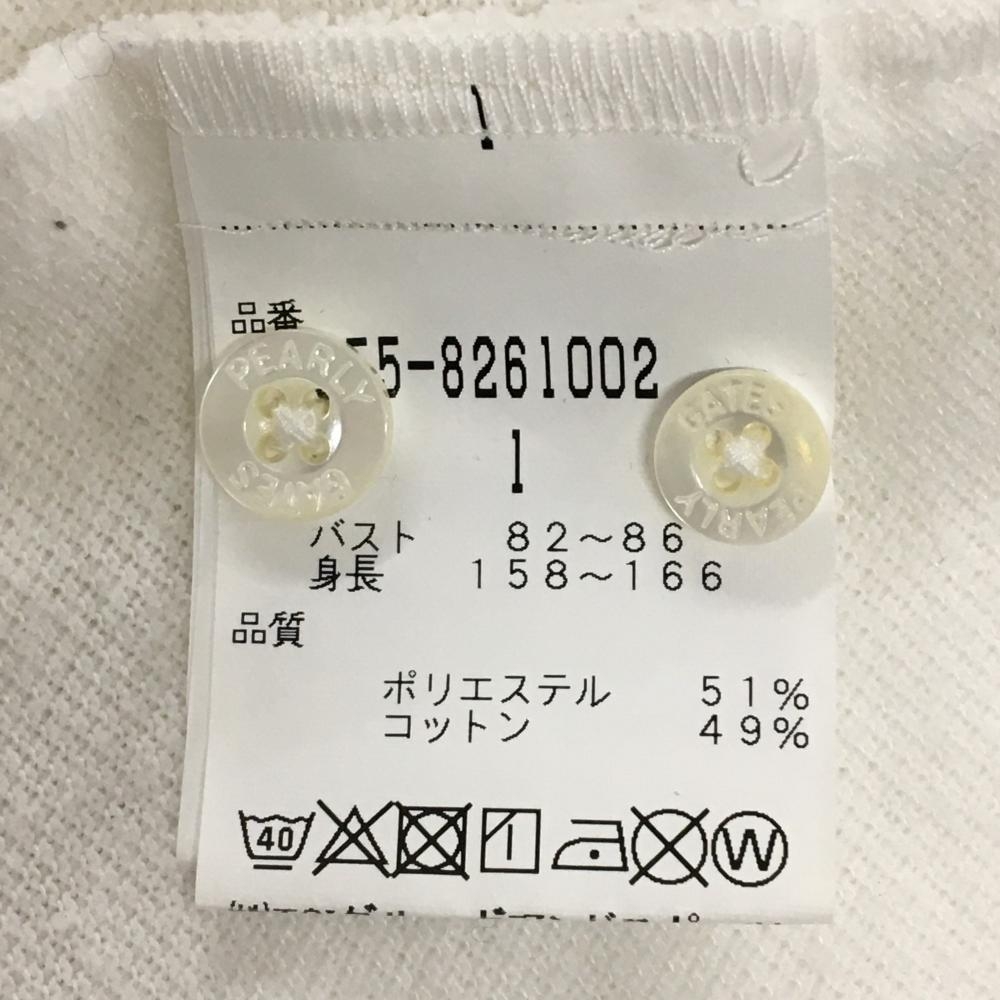 品番
55-8261002
1
バスト 82～86
身長 158～166
品質
ポリエステル 51%
コットン 49%
40
W
PEARLY
GATES
GATES
PEARLY